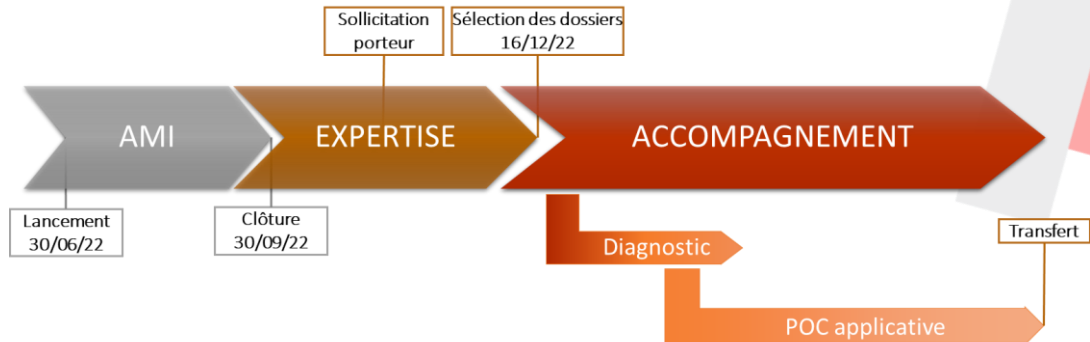 Sollicitation
porteur
Sélection des dossiers
16/12/22
AMI
EXPERTISE
ACCOMPAGNEMENT
Lancement
30/06/22
Clôture
30/09/22
Diagnostic
Transfert
POC applicative